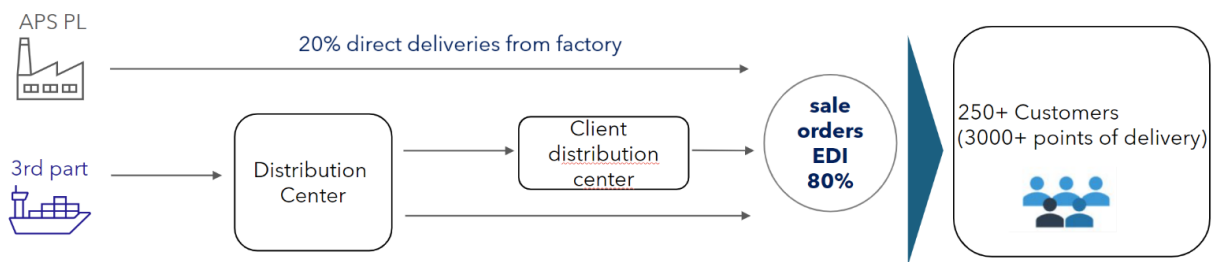 APS PL
20% direct deliveries from factory
3rd part
Distribution
Center
Client
distribution
center
sale
orders
EDI
80%
250+ Customers
(3000+ points of delivery)